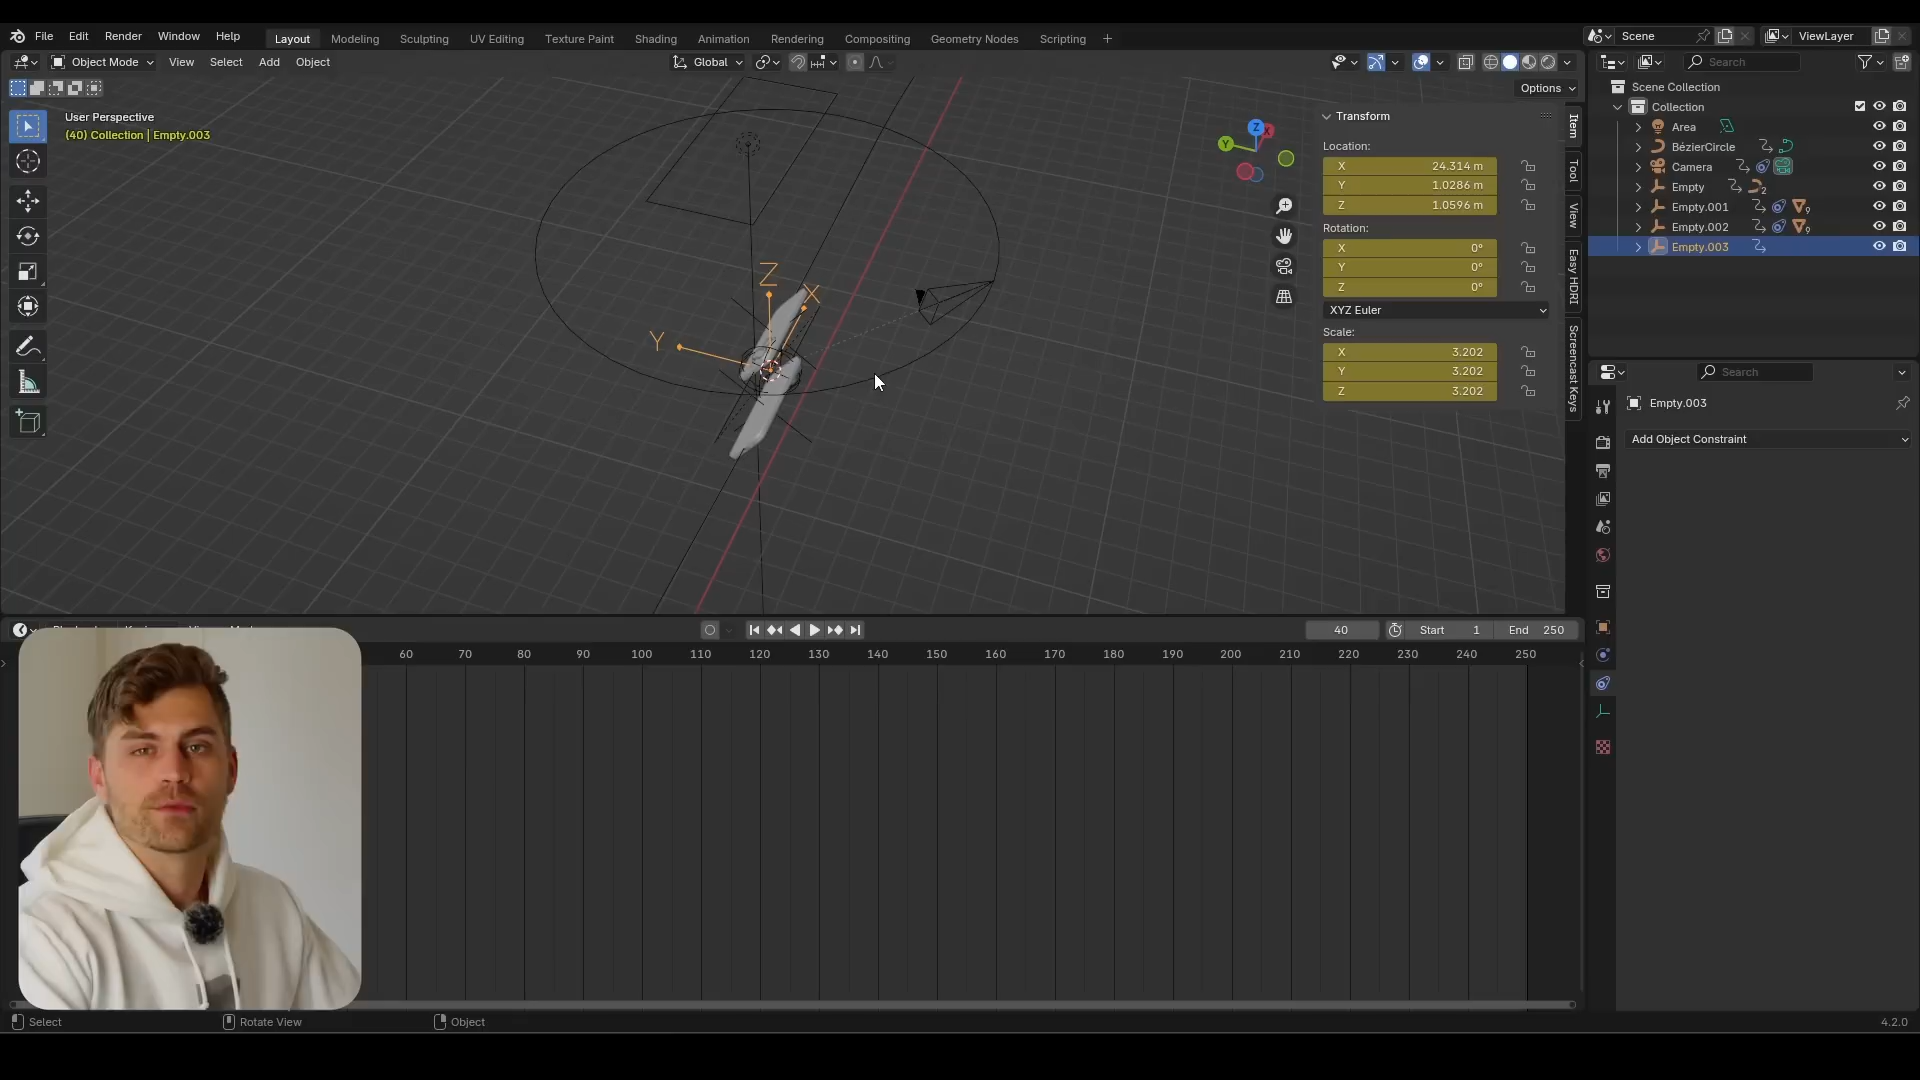 File Edit Render Window Help
Layout Modeling Sculpting UV Editing Texture Paint Shading Animation Rendering Compositing Geometry Nodes Scripting +
Scene
ViewLayer
Object Mode View Select Add Object
Global
Search
Options
User Perspective
(40) Collection | Empty.003
Z X
Y
Z
X
Y
Transform
Location:
X 24.314 m
Y 1.0286 m
Z 1.0596 m
Rotation:
X 0°
Y 0°
Z 0°
XYZ Euler
Scale:
X 3.202
Y 3.202
Z 3.202
Item
Tool
View
Easy HDRI
Screencast Keys
Scene Collection
Collection
Area
BézierCircle
Camera
Empty 2
Empty.001 9
Empty.002 9
Empty.003
Search
Empty.003
Add Object Constraint
40 Start 1 End 250
60 70 80 90 100 110 120 130 140 150 160 170 180 190 200 210 220 230 240 250
Select Rotate View Object
4.2.0